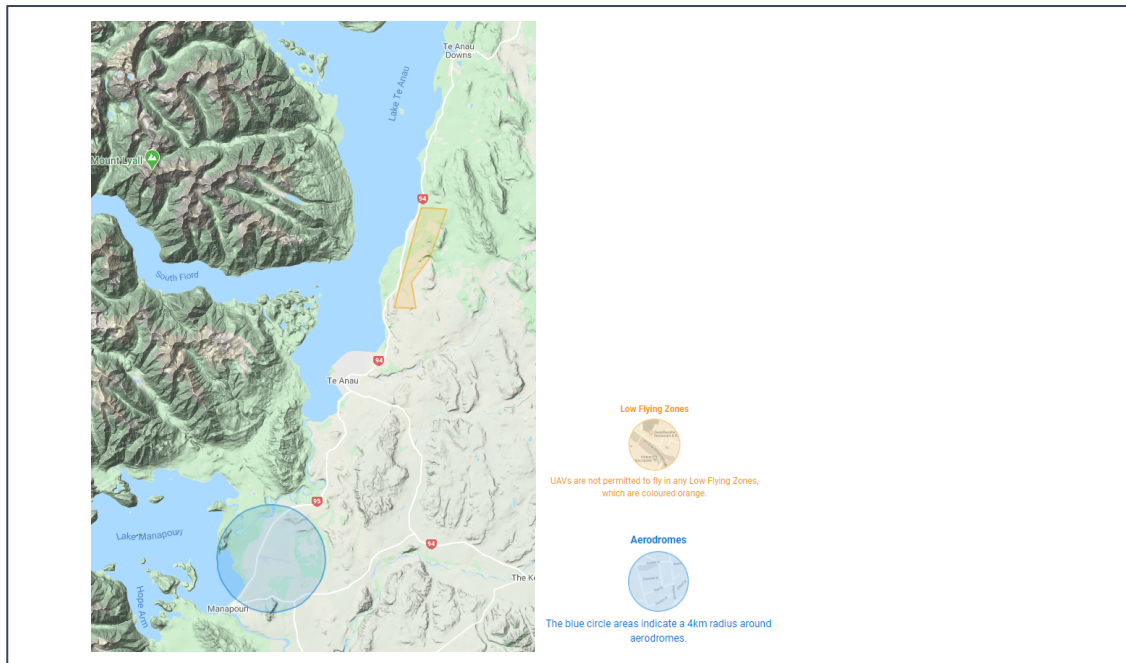 Te Anau
Downs
Lake Te Anau
Mount Lyall
94
South Fiord
94
Te Anau
95
Lake Manapouri
94
The Ke
Hope Arm
Manapouri
Low Flying Zones
UAVs are not permitted to fly in any Low Flying Zones,
which are coloured orange.
Aerodromes
The blue circle areas indicate a 4km radius around
aerodromes.